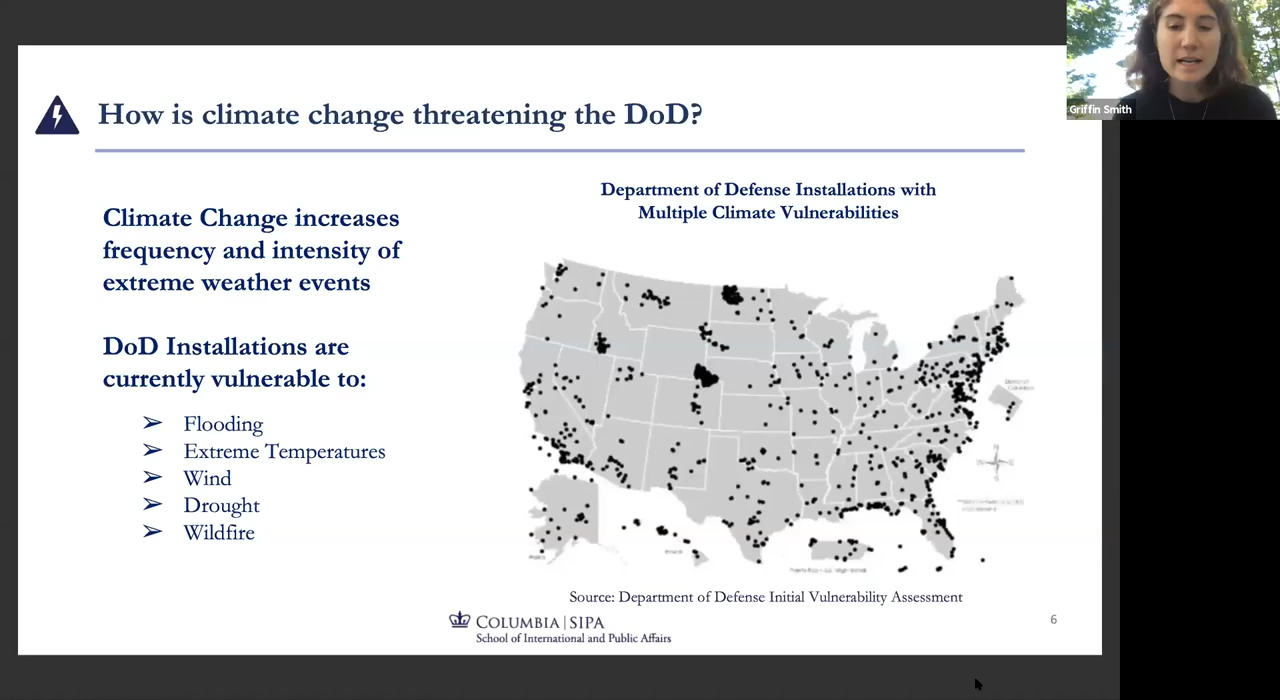 Griffin Smith
How is climate change threatening the DoD?
Climate Change increases
frequency and intensity of
extreme weather events
DoD Installations are
currently vulnerable to:
➢ Flooding
➢ Extreme Temperatures
➢ Wind
➢ Drought
➢ Wildfire
Department of Defense Installations with
Multiple Climate Vulnerabilities
Source: Department of Defense Initial Vulnerability Assessment
COLUMBIA | SIPA
School of International and Public Affairs
6